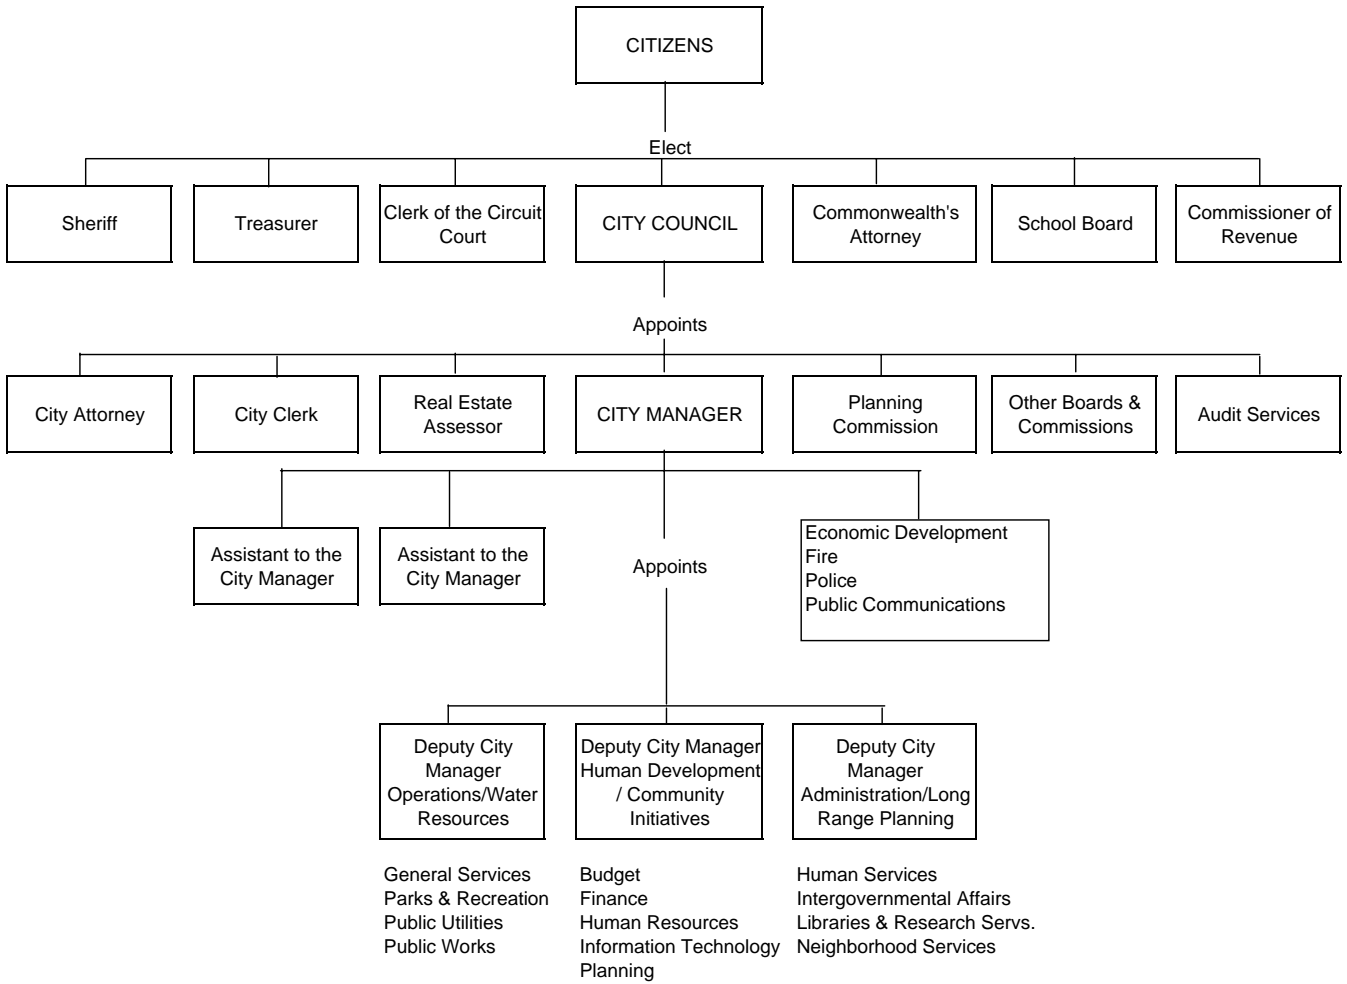 CITIZENS
Elect
Sheriff
Treasurer
Clerk of the Circuit
Court
CITY COUNCIL
Commonwealth's
Attorney
School Board
Commissioner of
Revenue
Appoints
City Attorney
City Clerk
Real Estate
Assessor
CITY MANAGER
Planning
Commission
Other Boards &
Commissions
Audit Services
Assistant to the
City Manager
Assistant to the
City Manager
Appoints
Economic Development
Fire
Police
Public Communications
Deputy City
Manager
Operations/Water
Resources
Deputy City Manager
Human Development
/ Community
Initiatives
Deputy City
Manager
Administration/Long
Range Planning
General Services
Parks & Recreation
Public Utilities
Public Works
Budget
Finance
Human Resources
Information Technology
Planning
Human Services
Intergovernmental Affairs
Libraries & Research Servs.
Neighborhood Services